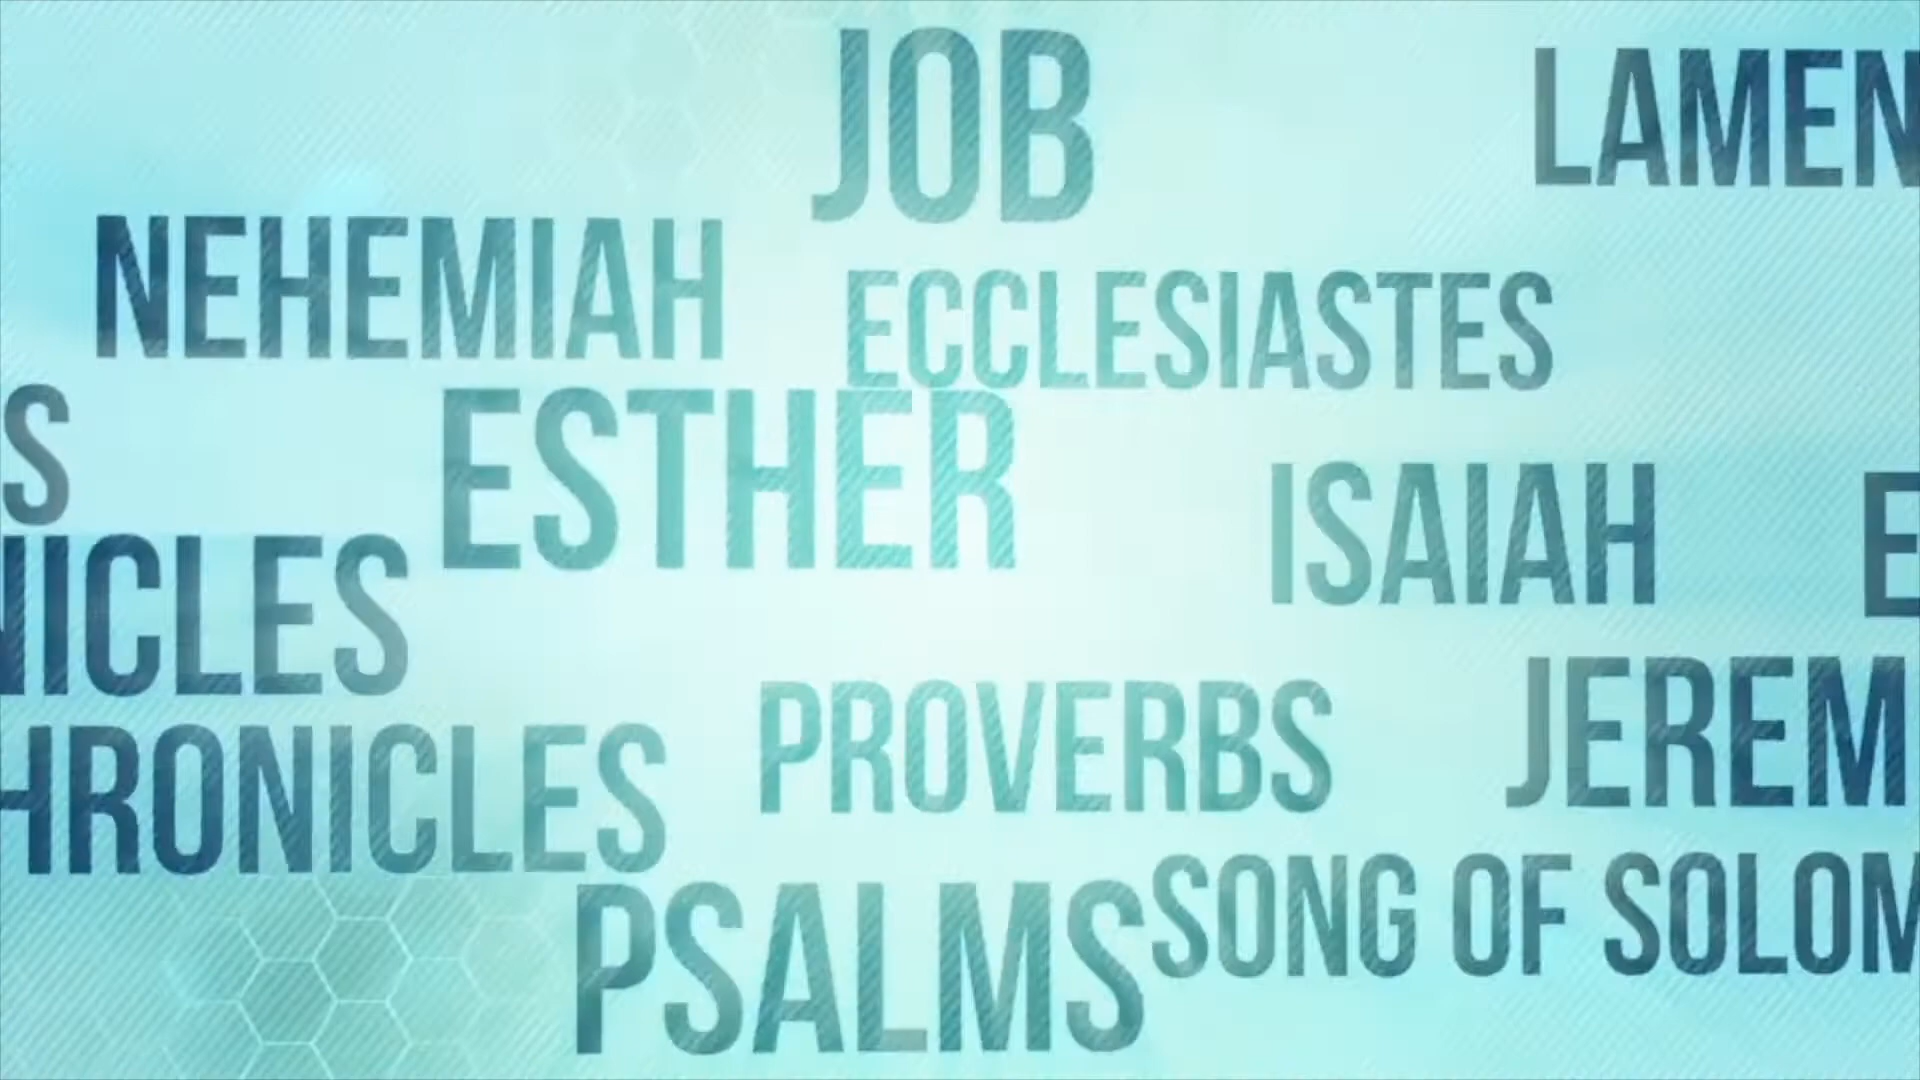 JOB
LAMEN
NEHEMIAH
ECCLESIASTES
S
ESTHER
ISAIAH
E
NICLES
PROVERBS
JEREM
HRONICLES
PSALMS
SONG OF SOLOM